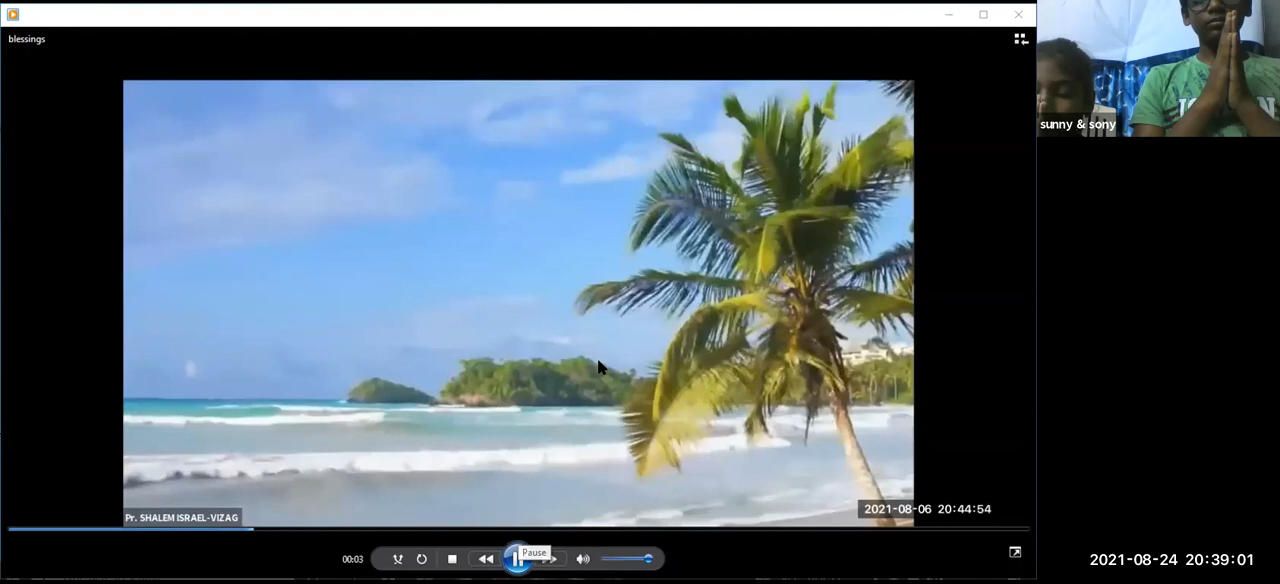 blessings
sunny & sony
Pr. SHALEM ISRAEL-VIZAG
2021-08-06 20:44:54
00:03
Pause
2021-08-24 20:39:01